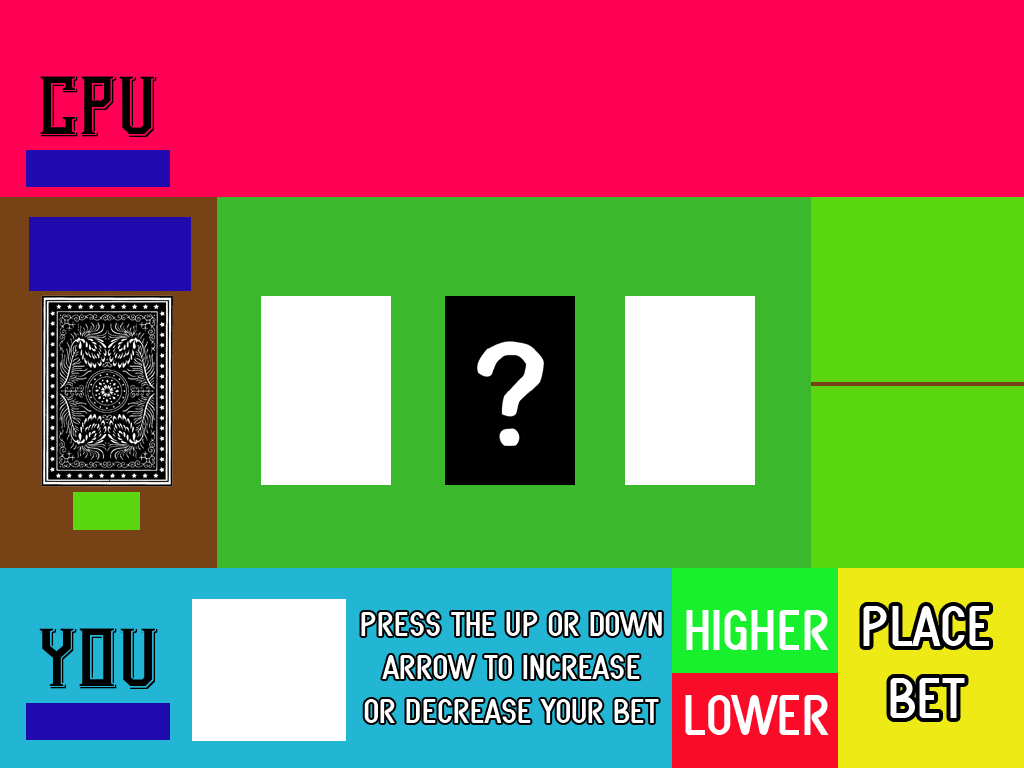 CPU
?
YOU
PRESS THE UP OR DOWN
ARROW TO INCREASE
OR DECREASE YOUR BET
HIGHER
LOWER
PLACE
BET